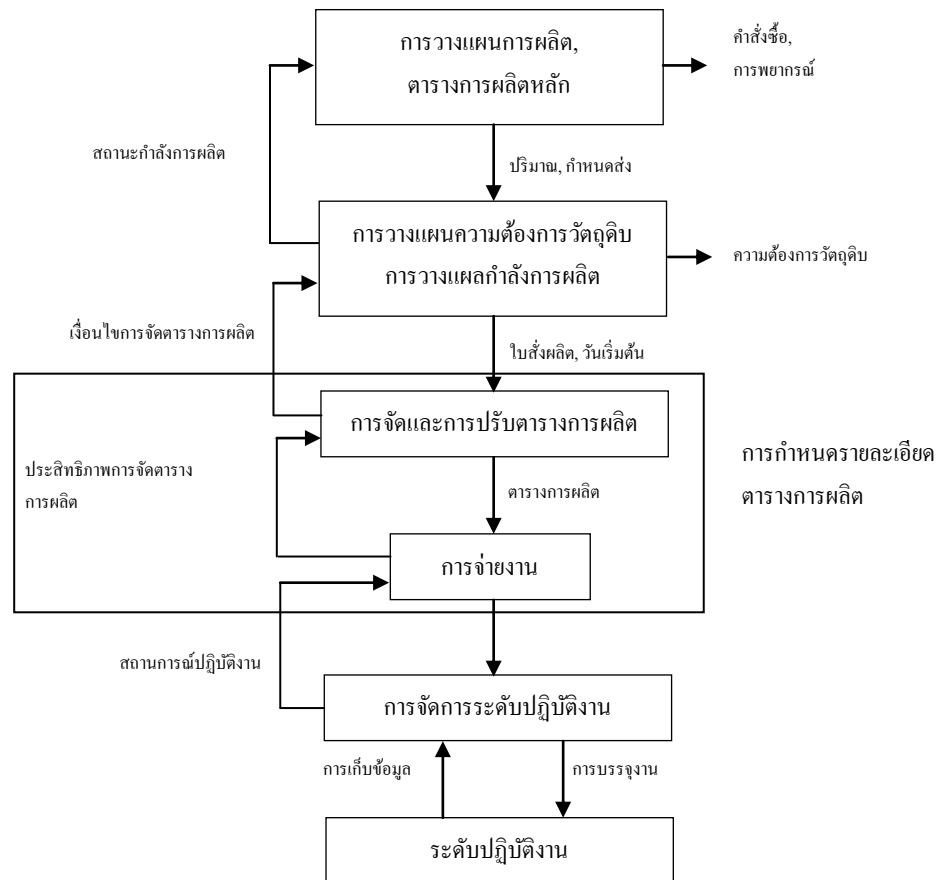 การวางแผนการผลิต,
ตารางการผลิตหลัก
คำสั่งซื้อ,
การพยากรณ์
สถานะกำลังการผลิต
ปริมาณ, กำหนดส่ง
การวางแผนความต้องการวัตถุดิบ
การวางแผลกำลังการผลิต
ความต้องการวัตถุดิบ
เงื่อนไขการจัดตารางการผลิต
ใบสั่งผลิต, วันเริ่มต้น
การจัดและการปรับตารางการผลิต
การกำหนดรายละเอียด
ตารางการผลิต
ประสิทธิภาพการจัดตาราง
การผลิต
ตารางการผลิต
การจ่ายงาน
สถานการณ์ปฏิบัติงาน
การจัดการระดับปฏิบัติงาน
การเก็บข้อมูล
การบรรจุงาน
ระดับปฏิบัติงาน